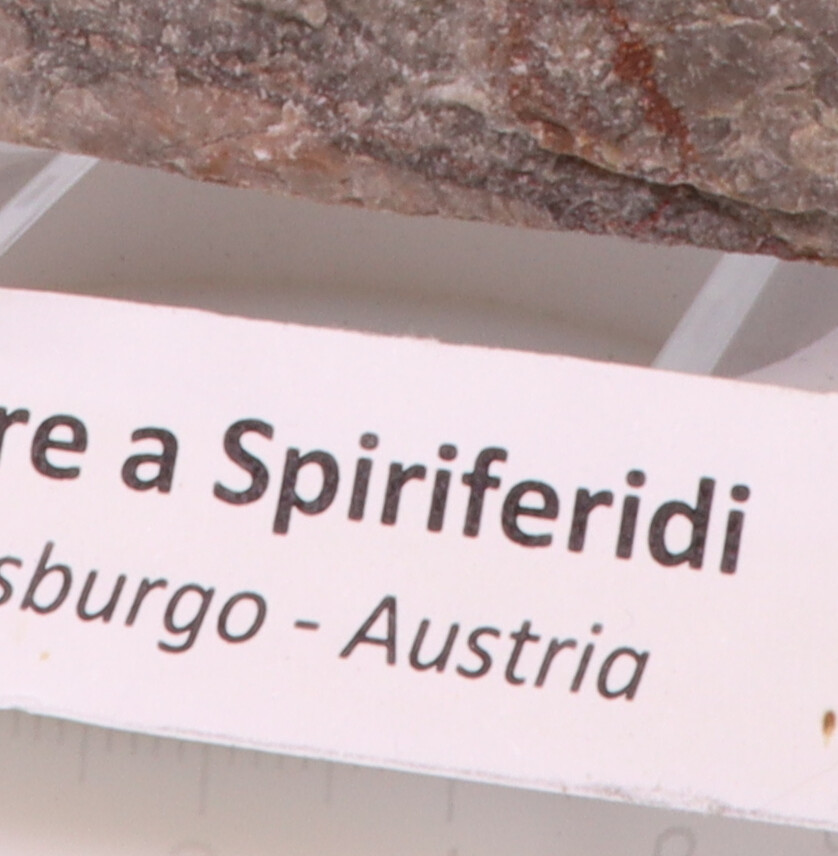 re a Spiriferidi
sburgo - Austria